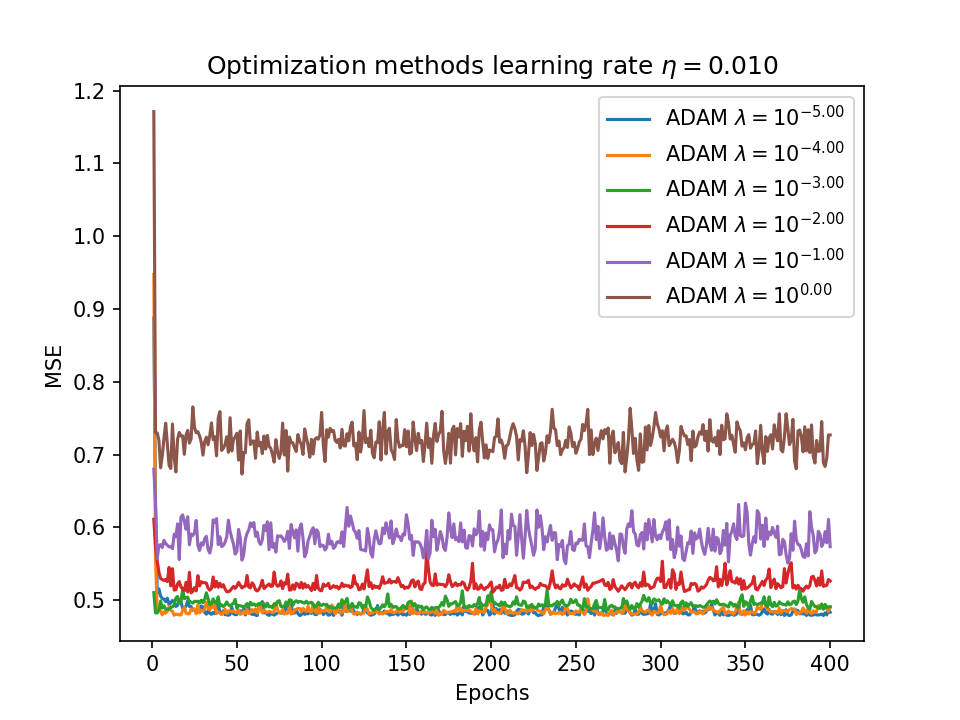 Optimization methods learning rate η = 0.010
MSE
1.2
1.1
1.0
0.9
0.8
0.7
0.6
0.5
ADAM λ = 10^−5.00
ADAM λ = 10^−4.00
ADAM λ = 10^−3.00
ADAM λ = 10^−2.00
ADAM λ = 10^−1.00
ADAM λ = 10^0.00
0 50 100 150 200 250 300 350 400
Epochs